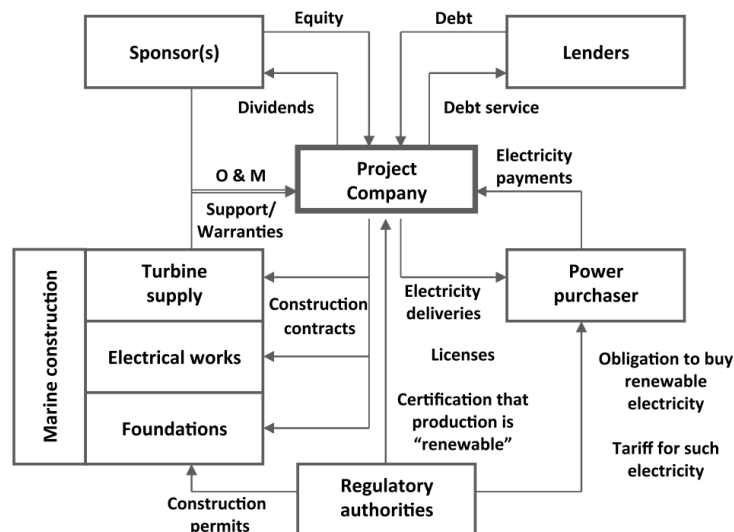 Equity
Debt
Sponsor(s)
Lenders
Dividends
Debt service
Project
Company
Electricity
payments
O & M
Support/
Warranties
Marine construction
Turbine
supply
Electrical works
Foundations
Construction
contracts
Electricity
deliveries
Power
purchaser
Licenses
Certification that
production is
“renewable”
Obligation to buy
renewable
electricity
Tariff for such
electricity
Construction
permits
Regulatory
authorities